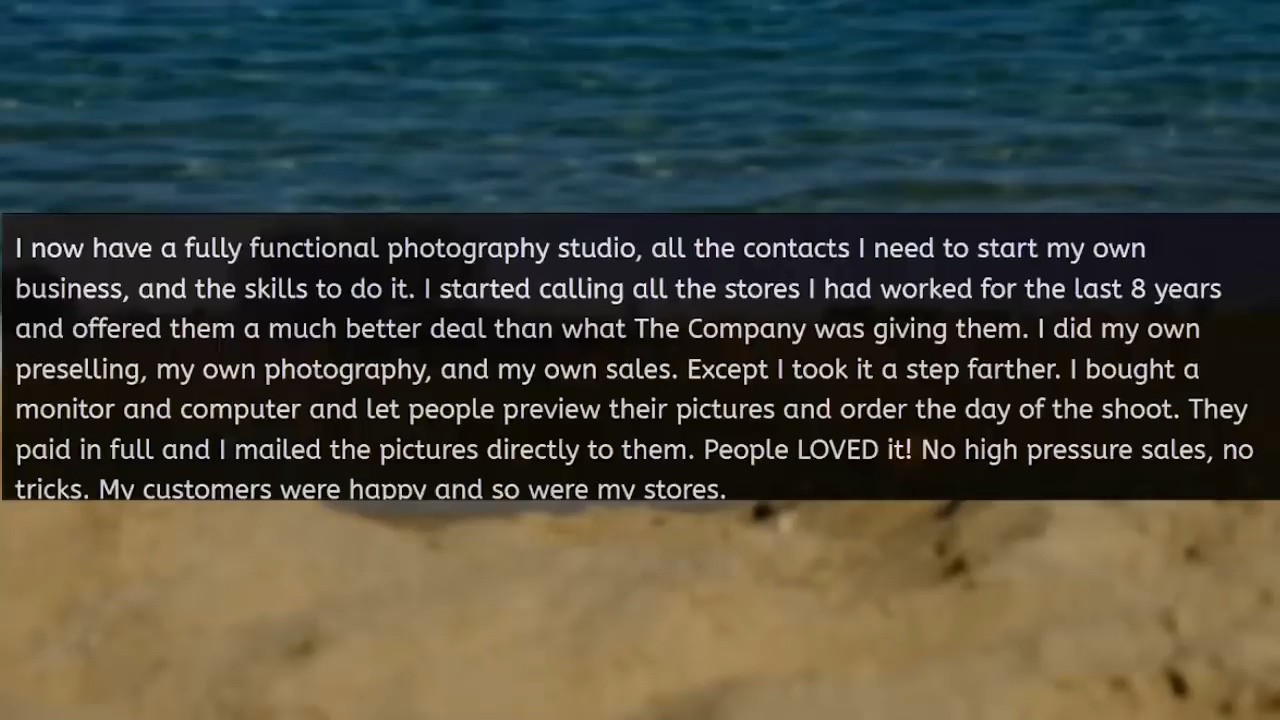 I now have a fully functional photography studio, all the contacts I need to start my own
business, and the skills to do it. I started calling all the stores I had worked for the last 8 years
and offered them a much better deal than what The Company was giving them. I did my own
preselling, my own photography, and my own sales. Except I took it a step farther. I bought a
monitor and computer and let people preview their pictures and order the day of the shoot. They
paid in full and I mailed the pictures directly to them. People LOVED it! No high pressure sales, no
tricks. My customers were happy and so were my stores.